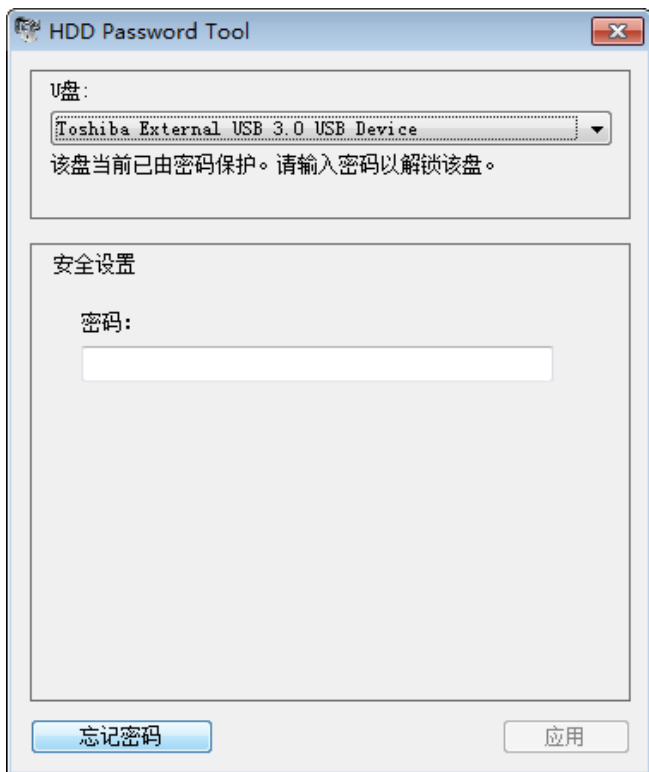 HDD Password Tool
U盘:
Toshiba External USB 3.0 USB Device
该盘当前已由密码保护。请输入密码以解锁该盘。
安全设置
密码:
忘记密码
应用